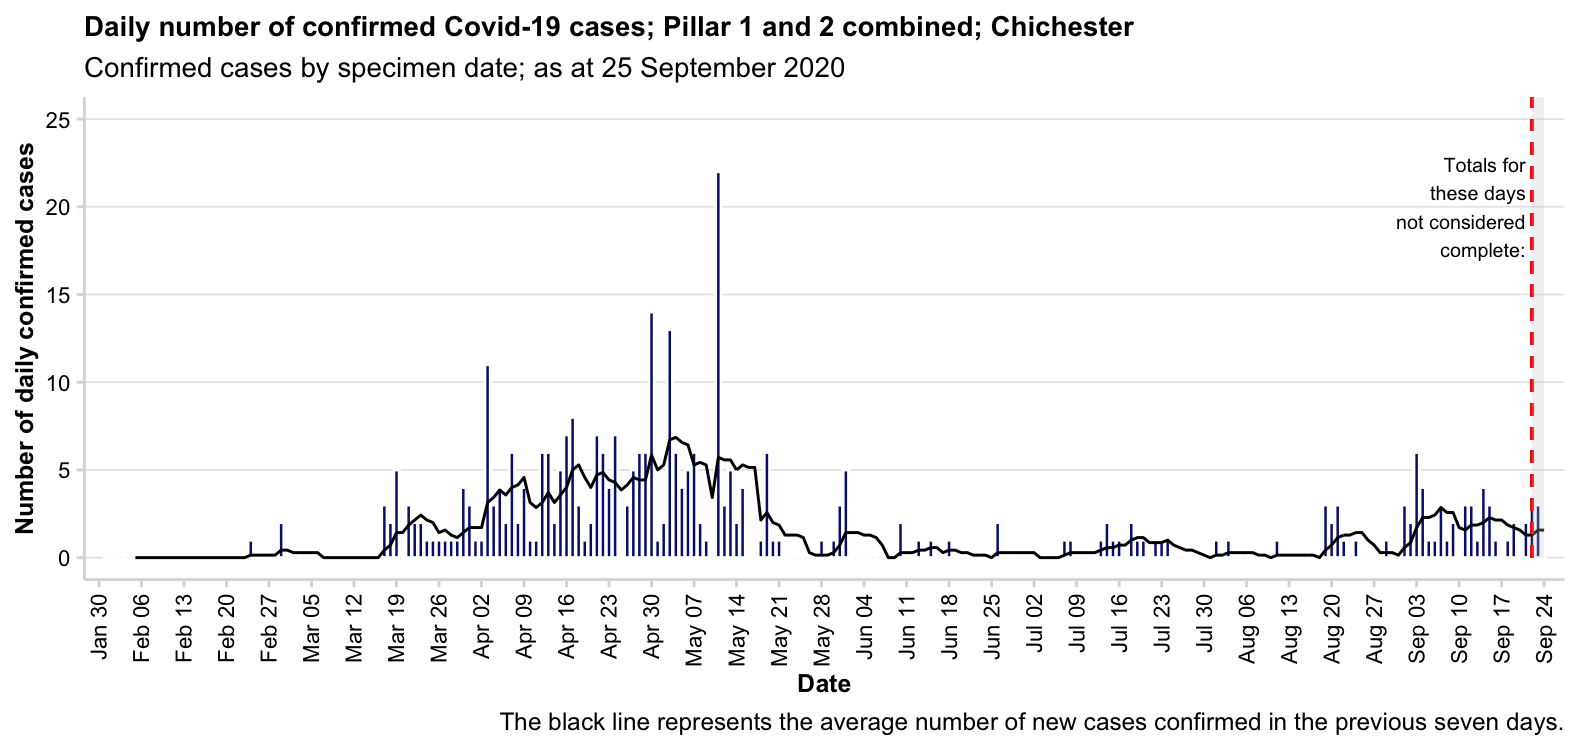 Daily number of confirmed Covid-19 cases; Pillar 1 and 2 combined; Chichester
Confirmed cases by specimen date; as at 25 September 2020
Number of daily confirmed cases
25
20
15
10
5
0
Totals for
these days
not considered
complete:
Jan 30
Feb 06
Feb 13
Feb 20
Feb 27
Mar 05
Mar 12
Mar 19
Mar 26
Apr 02
Apr 09
Apr 16
Apr 23
Apr 30
May 07
May 14
May 21
May 28
Jun 04
Jun 11
Jun 18
Jun 25
Jul 02
Jul 09
Jul 16
Jul 23
Jul 30
Aug 06
Aug 13
Aug 20
Aug 27
Sep 03
Sep 10
Sep 17
Sep 24
Date
The black line represents the average number of new cases confirmed in the previous seven days.